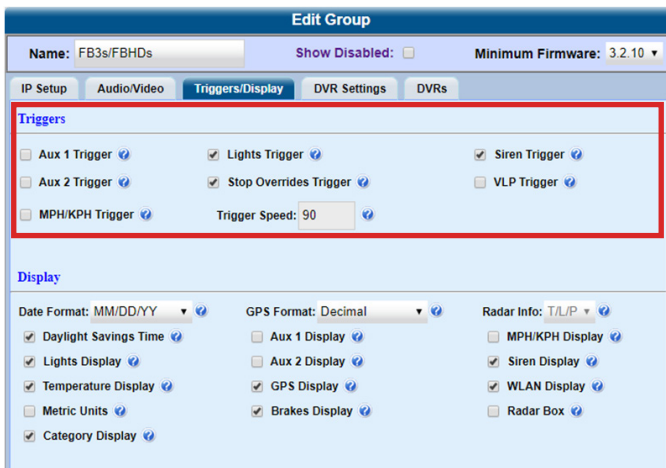 Edit Group
Name: FB3s/FBHDs Show Disabled: Minimum Firmware: 3.2.10
IP Setup Audio/Video Triggers/Display DVR Settings DVRs
Triggers
Aux 1 Trigger Lights Trigger Siren Trigger
Aux 2 Trigger Stop Overrides Trigger VLP Trigger
MPH/KPH Trigger Trigger Speed: 90
Display
Date Format: MM/DD/YY GPS Format: Decimal Radar Info: T/L/P
Daylight Savings Time Aux 1 Display MPH/KPH Display
Lights Display Aux 2 Display Siren Display
Temperature Display GPS Display WLAN Display
Metric Units Brakes Display Radar Box
Category Display